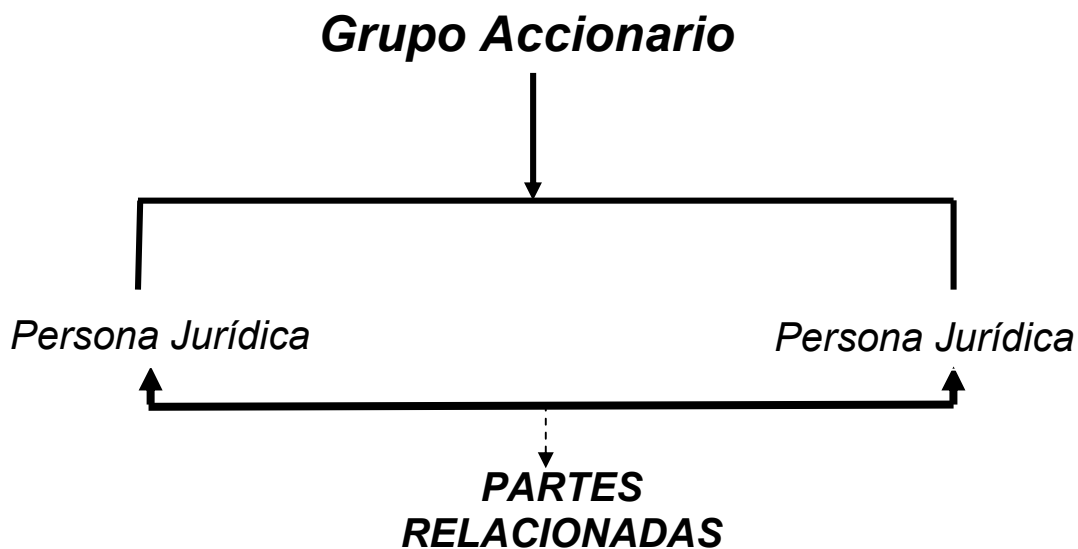 Grupo Accionario
Persona Jurídica
Persona Jurídica
PARTES
RELACIONADAS